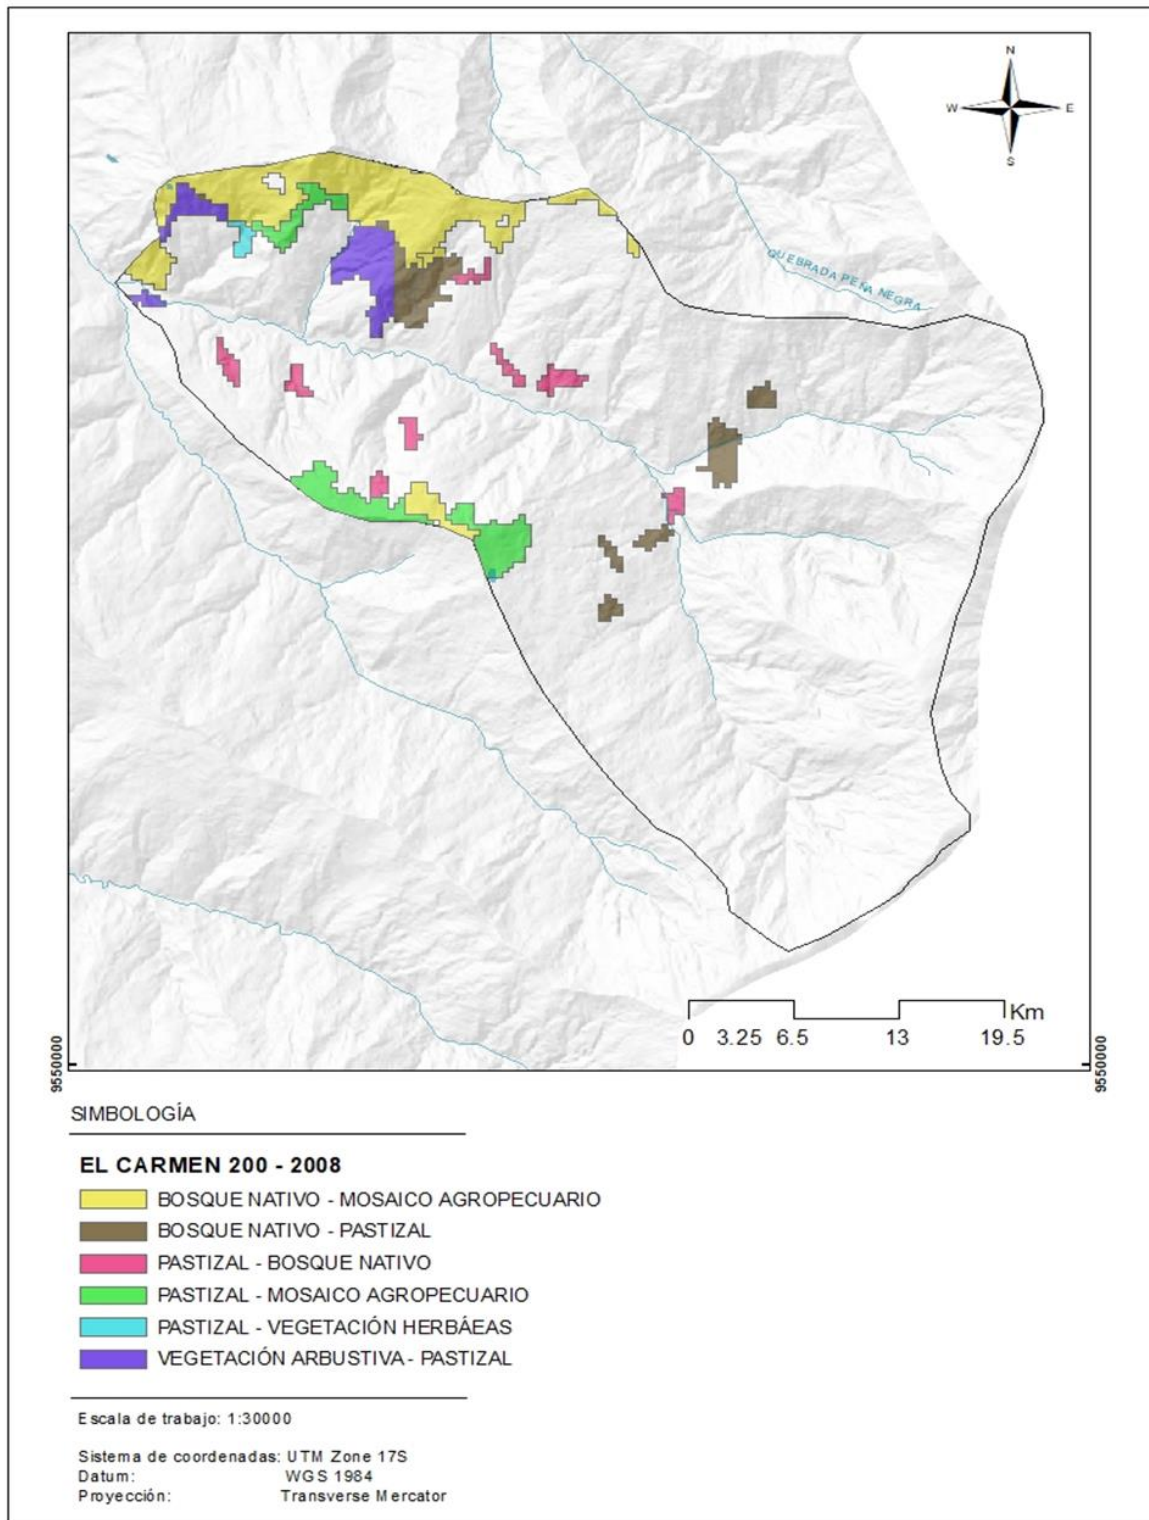 N
W E
S
QUEBRADA PEÑA NEGRA
Km
0 3.25 6.5 13 19.5
9550000
9550000
SIMBOLOGÍA
EL CARMEN 200 - 2008
BOSQUE NATIVO - MOSAICO AGROPECUARIO
BOSQUE NATIVO - PASTIZAL
PASTIZAL - BOSQUE NATIVO
PASTIZAL - MOSAICO AGROPECUARIO
PASTIZAL - VEGETACIÓN HERBÁEAS
VEGETACIÓN ARBUSTIVA - PASTIZAL
Escala de trabajo: 1:30000
Sistema de coordenadas: UTM Zone 17S
Datum: WGS 1984
Proyección: Transverse Mercator